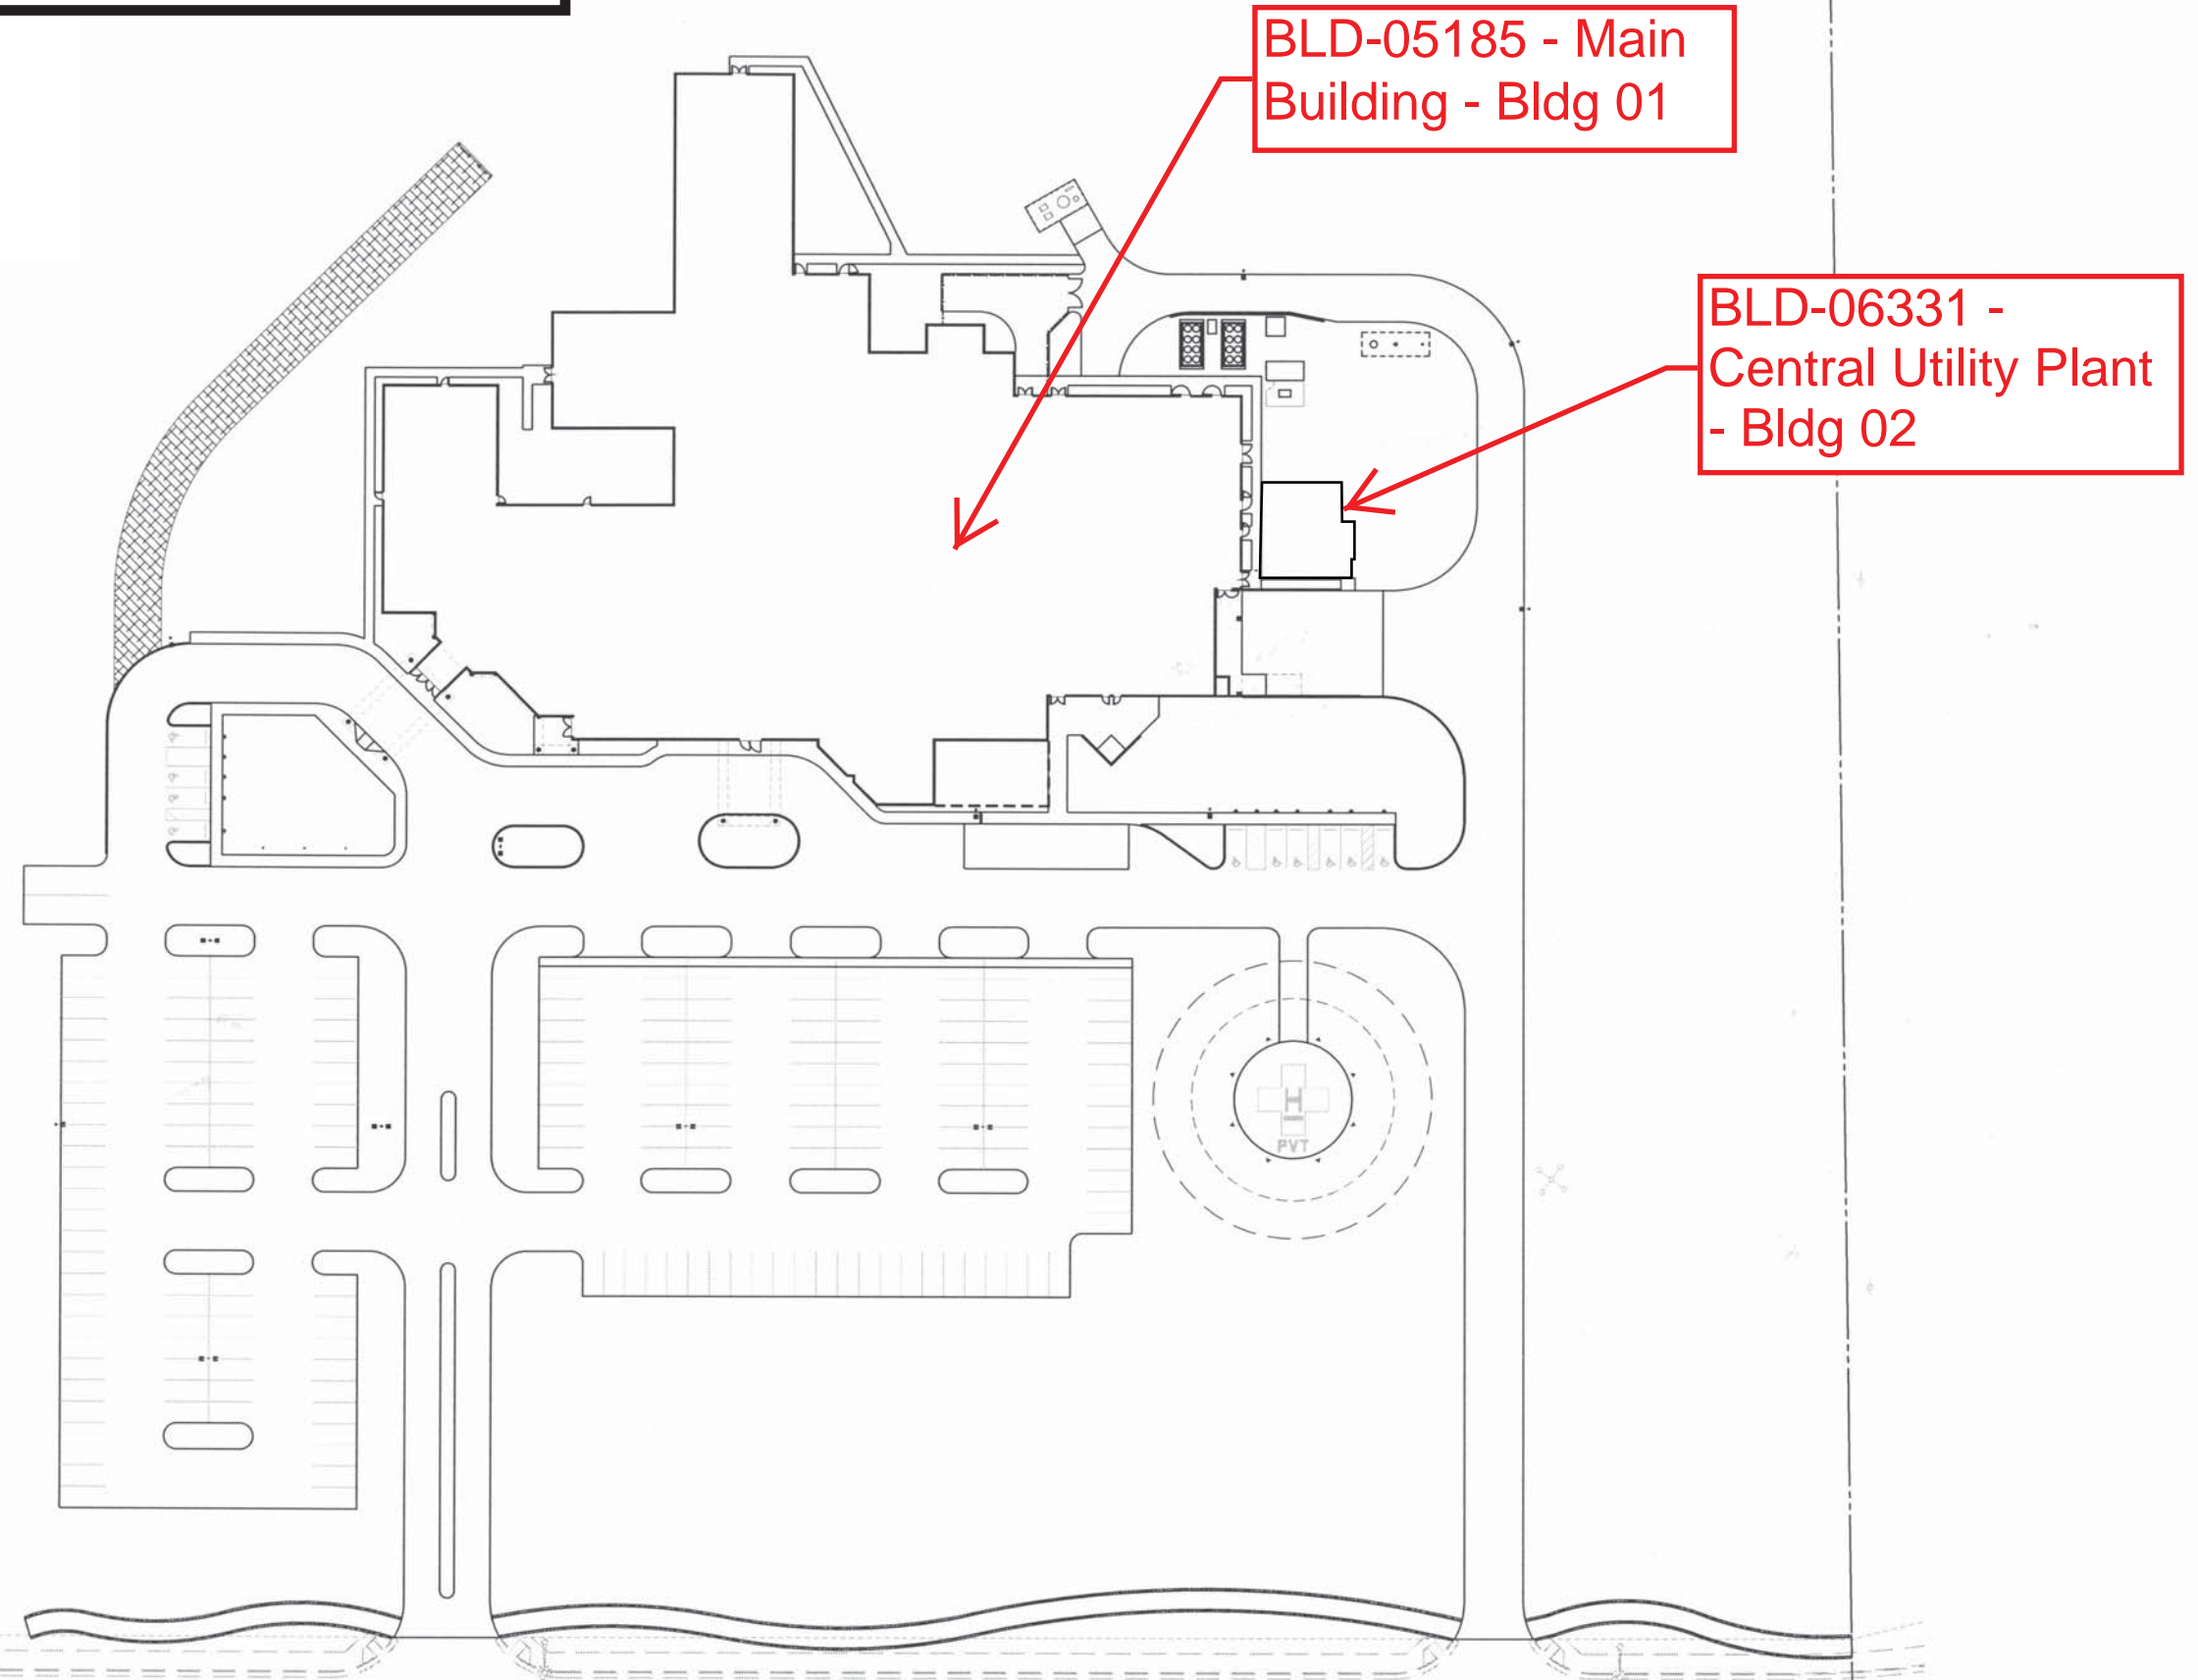 BLD-05185 - Main
Building - Bldg 01
BLD-06331 -
Central Utility Plant
- Bldg 02
H
PVT